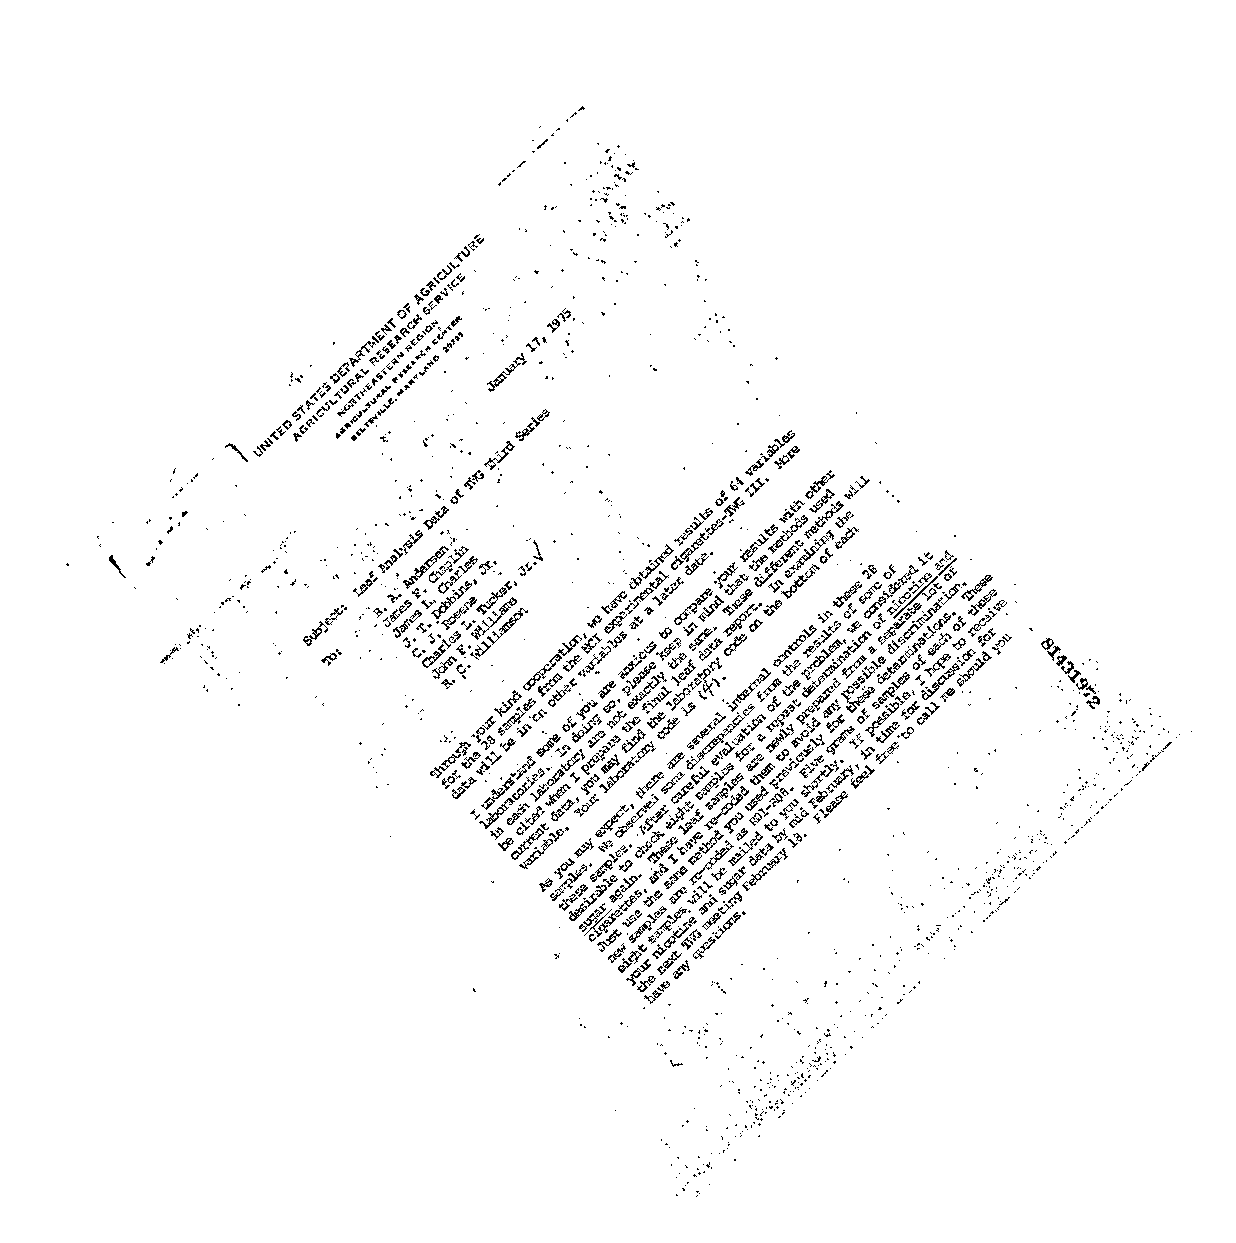 UNITED STATES DEPARTMENT OF AGRICULTURE
AGRICULTURAL RESEARCH SERVICE
NORTHEASTERN REGION
AGRICULTURAL RESEARCH CENTER
BELTSVILLE, MARYLAND 20705
January 17, 1975
Subject: Leaf Analysis Data of TWG Third Series
To: R. A. Andersen
James F. Chaplin
James L. Charles
J. T. Dobbins, Jr.
C. J. Rosene
Charles L. Tucker, Jr.
John F. Williams
R. C. Williamson
Through your kind cooperation, we have obtained results of 64 variables
for the 28 samples from the NCI experimental cigarettes-TWG III. More
data will be in on other variables at a later date.
I understand some of you are anxious to compare your results with other
laboratories. In doing so, please keep in mind that the methods used
in each laboratory are not exactly the same. These different methods will
be cited when I prepare the final leaf data report. In examining the
current data, you may find the laboratory code on the bottom of each
variable. Your laboratory code is (4).
As you may expect, there are several internal controls in these 28
samples. We observed some discrepancies from the results of some of
these samples. After careful evaluation of the problem, we considered it
desirable to check eight samples for a repeat determination of nicotine and
sugar again. These leaf samples are newly prepared from a separate lot of
cigarettes, and I have re-coded them to avoid any possible discrimination.
Just use the same method you used previously for these determinations. These
new samples are re-coded as Five grams of samples of each of these
eight samples will be mailed to you shortly. If possible, I hope to receive
your nicotine and sugar data by mid February, in time for discussion for
the next TWG meeting February 18. Please feel free to call me should you
have any questions.
81431972